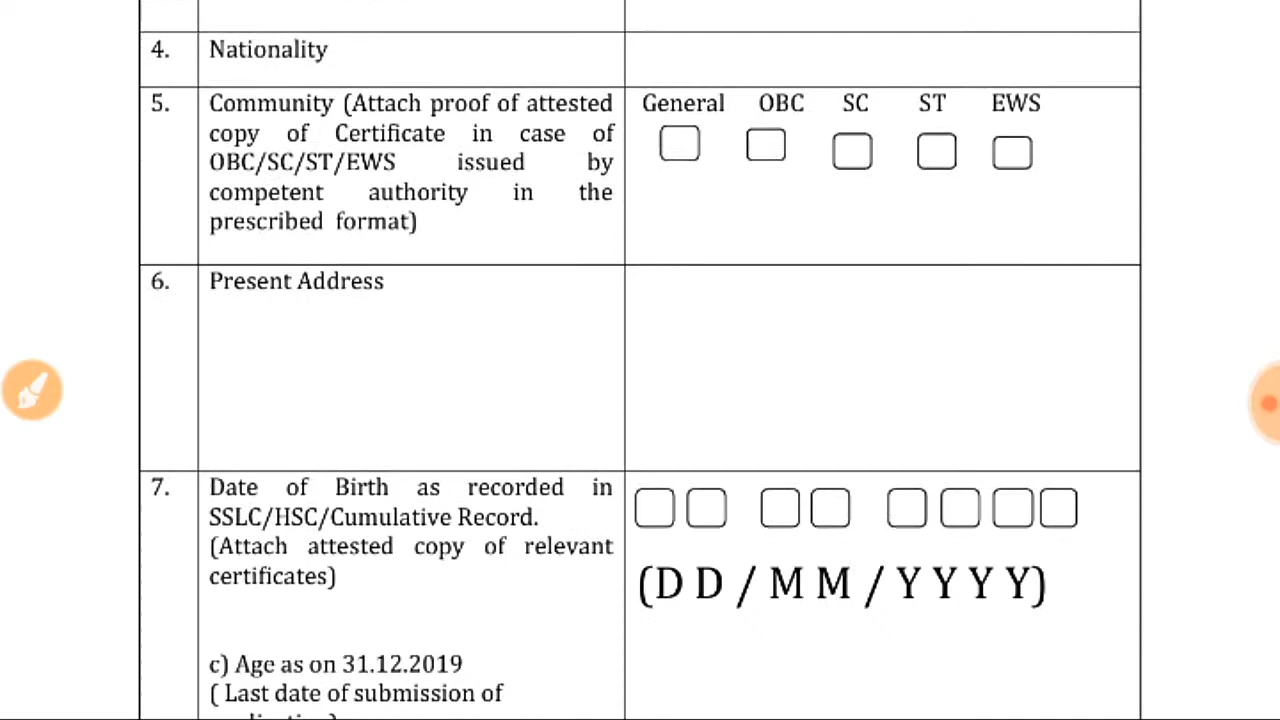 4. Nationality
5. Community (Attach proof of attested General OBC SC ST EWS
copy of Certificate in case of
OBC/SC/ST/EWS issued by
competent authority in the
prescribed format)
6. Present Address
7. Date of Birth as recorded in
SSLC/HSC/Cumulative Record.
(Attach attested copy of relevant
certificates)
(D D / M M / Y Y Y Y)
c) Age as on 31.12.2019
( Last date of submission of